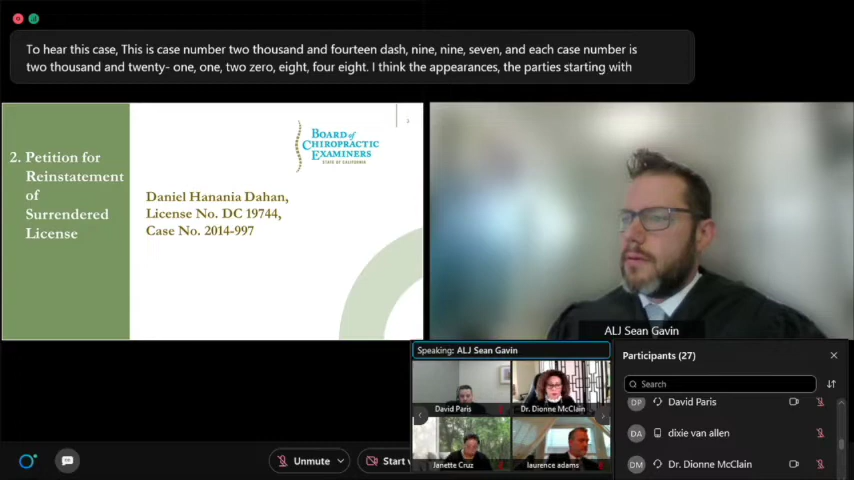 To hear this case, This is case number two thousand and fourteen dash, nine, nine, seven, and each case number is
two thousand and twenty- one, one, two zero, eight, four eight. I think the appearances, the parties starting with
2. Petition for
Reinstatement
of
Surrendered
License
BOARD of
CHIROPRACTIC
EXAMINERS
STATE OF CALIFORNIA
Daniel Hanania Dahan,
License No. DC 19744,
Case No. 2014-997
ALJ Sean Gavin
Speaking: ALJ Sean Gavin
David Paris
Dr. Dionne McClain
Janette Cruz
laurence adams
Participants (27)
Search
DP David Paris
DA dixie van allen
DM Dr. Dionne McClain
Unmute
Start v